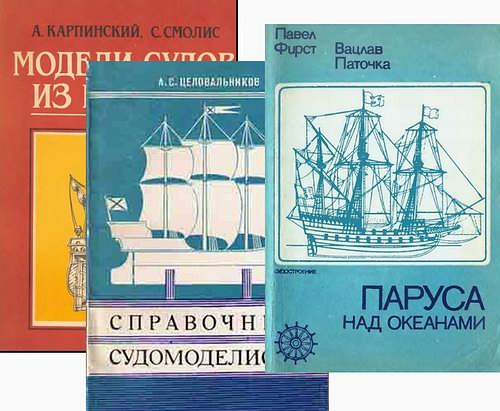 А. КАРПИНСКИЙ, С. СМОЛИС
МОДЕЛИ СУДОВ
ИЗ
А. С. ЦЕЛОВАЛЬНИКОВ
СПРАВОЧНИ
СУДОМОДЕЛИС
Павел
Фирст
Вацлав
Паточка
СУДОСТРОЕНИЕ
ПАРУСА
НАД ОКЕАНАМИ